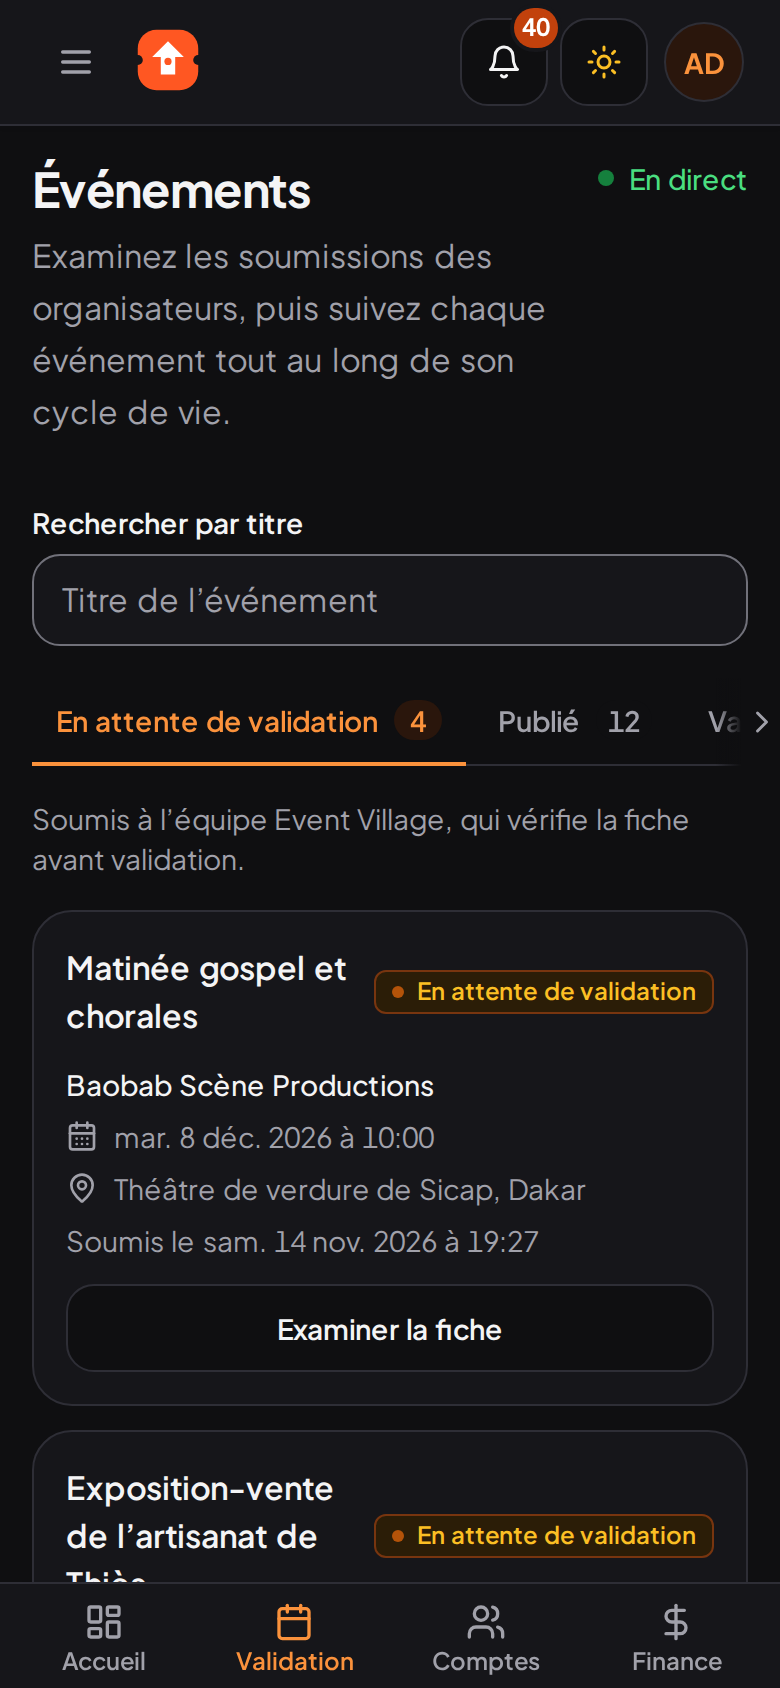 40
AD
Événements
En direct
Examinez les soumissions des
organisateurs, puis suivez chaque
événement tout au long de son
cycle de vie.
Rechercher par titre
Titre de l’événement
En attente de validation 4 Publié 12 Va
Soumis à l’équipe Event Village, qui vérifie la fiche
avant validation.
Matinée gospel et
chorales
En attente de validation
Baobab Scène Productions
mar. 8 déc. 2026 à 10:00
Théâtre de verdure de Sicap, Dakar
Soumis le sam. 14 nov. 2026 à 19:27
Examiner la fiche
Exposition-vente
de l’artisanat de
Thiès
En attente de validation
Accueil Validation Comptes Finance